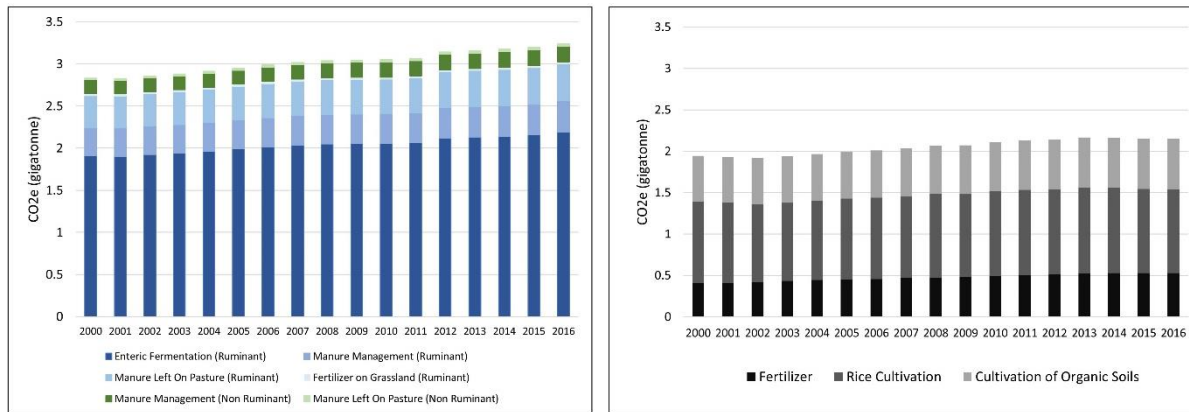 3.5
3
2.5
2
1.5
1
0.5
0
CO2e (gigatonne)
2000 2001 2002 2003 2004 2005 2006 2007 2008 2009 2010 2011 2012 2013 2014 2015 2016
Enteric Fermentation (Ruminant) Manure Management (Ruminant)
Manure Left On Pasture (Ruminant) Fertilizer on Grassland (Ruminant)
Manure Management (Non Ruminant) Manure Left On Pasture (Non Ruminant)
3.5
3
2.5
2
1.5
1
0.5
0
CO2e (gigatonne)
2000 2001 2002 2003 2004 2005 2006 2007 2008 2009 2010 2011 2012 2013 2014 2015 2016
Fertilizer Rice Cultivation Cultivation of Organic Soils